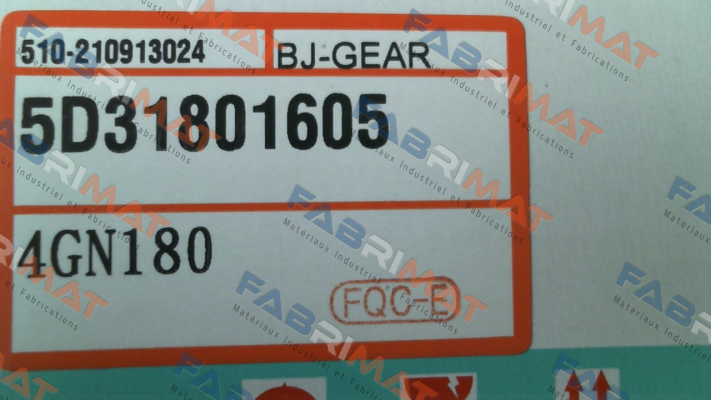 510-210913024 BJ-GEAR
5D31801605
4GN180
FQC-E
FABRIMAT
Materiaux Industriel et Fabrications